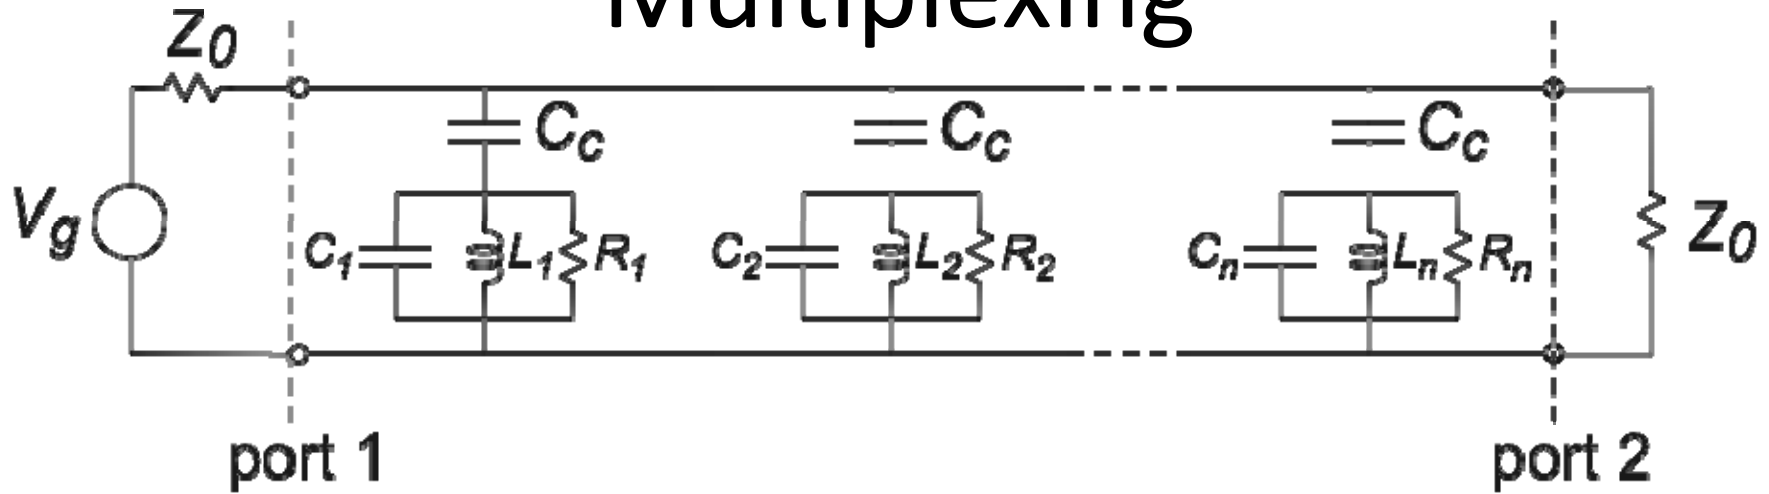 Multiplexing
Z0
Vg
Cc
Cc
Cc
C1
L1
R1
C2
L2
R2
Cn
Ln
Rn
Z0
port 1
port 2